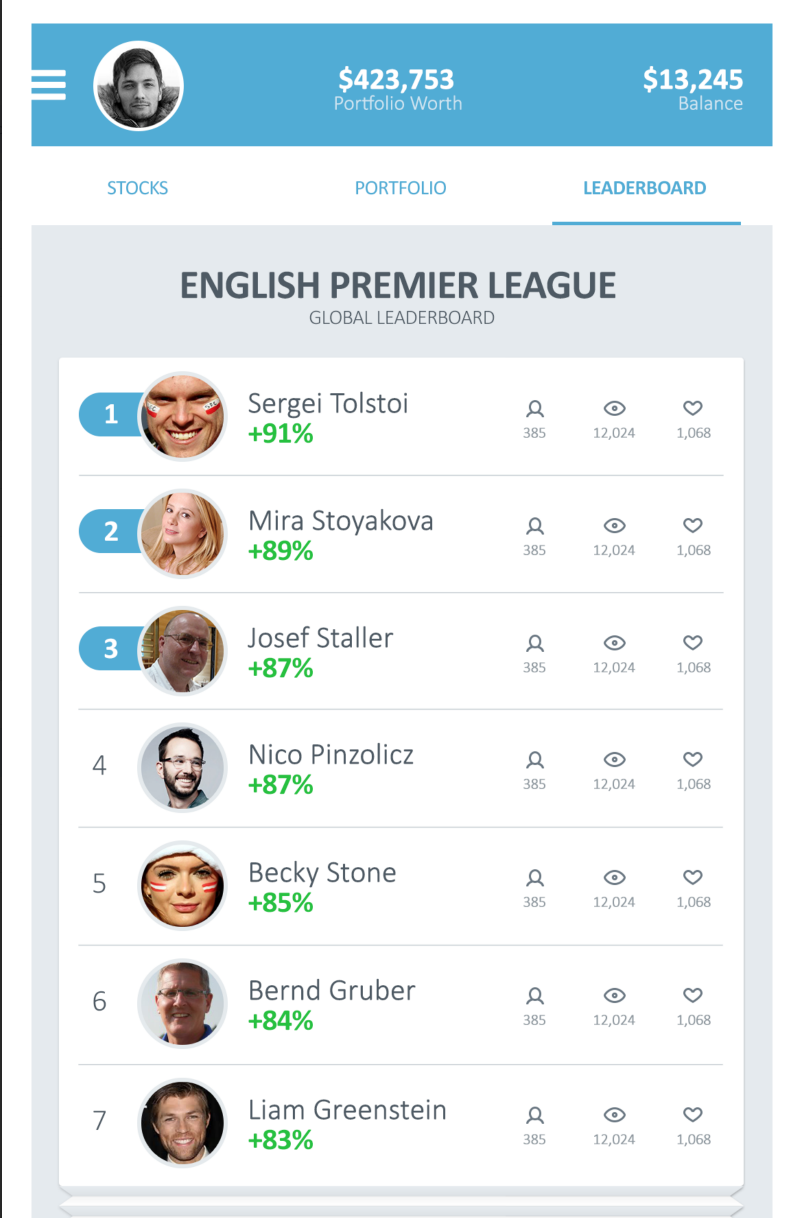 $423,753
Portfolio Worth
$13,245
Balance
STOCKS
PORTFOLIO
LEADERBOARD
ENGLISH PREMIER LEAGUE
GLOBAL LEADERBOARD
1
Sergei Tolstoi
+91%
385
12,024
1,068
2
Mira Stoyakova
+89%
385
12,024
1,068
3
Josef Staller
+87%
385
12,024
1,068
4
Nico Pinzolicz
+87%
385
12,024
1,068
5
Becky Stone
+85%
385
12,024
1,068
6
Bernd Gruber
+84%
385
12,024
1,068
7
Liam Greenstein
+83%
385
12,024
1,068